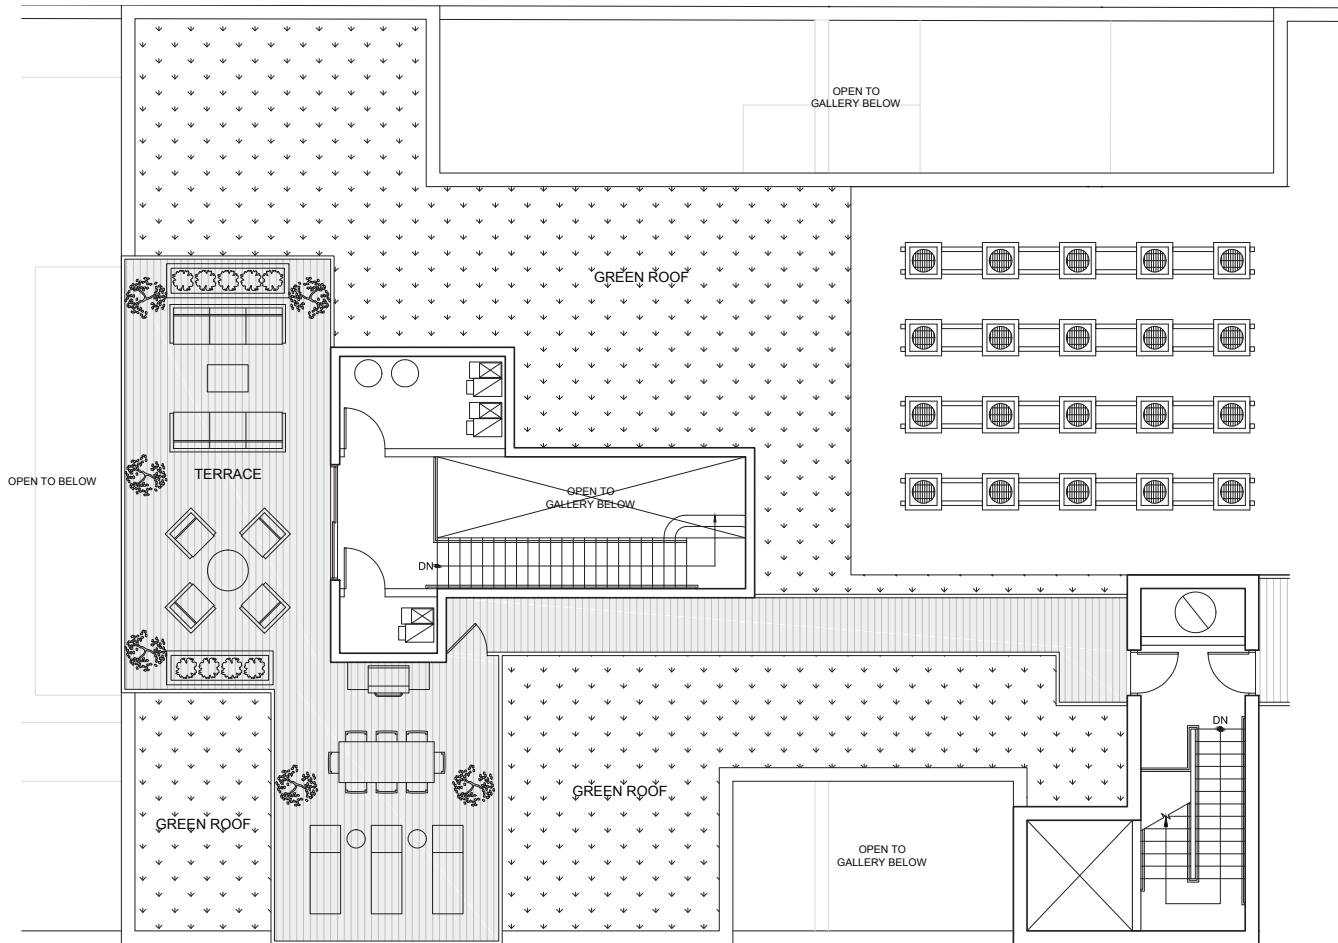 OPEN TO
GALLERY BELOW
GREEN ROOF
OPEN TO BELOW
TERRACE
OPEN TO
GALLERY BELOW
DN
DN
GREEN ROOF
GREEN ROOF
OPEN TO
GALLERY BELOW